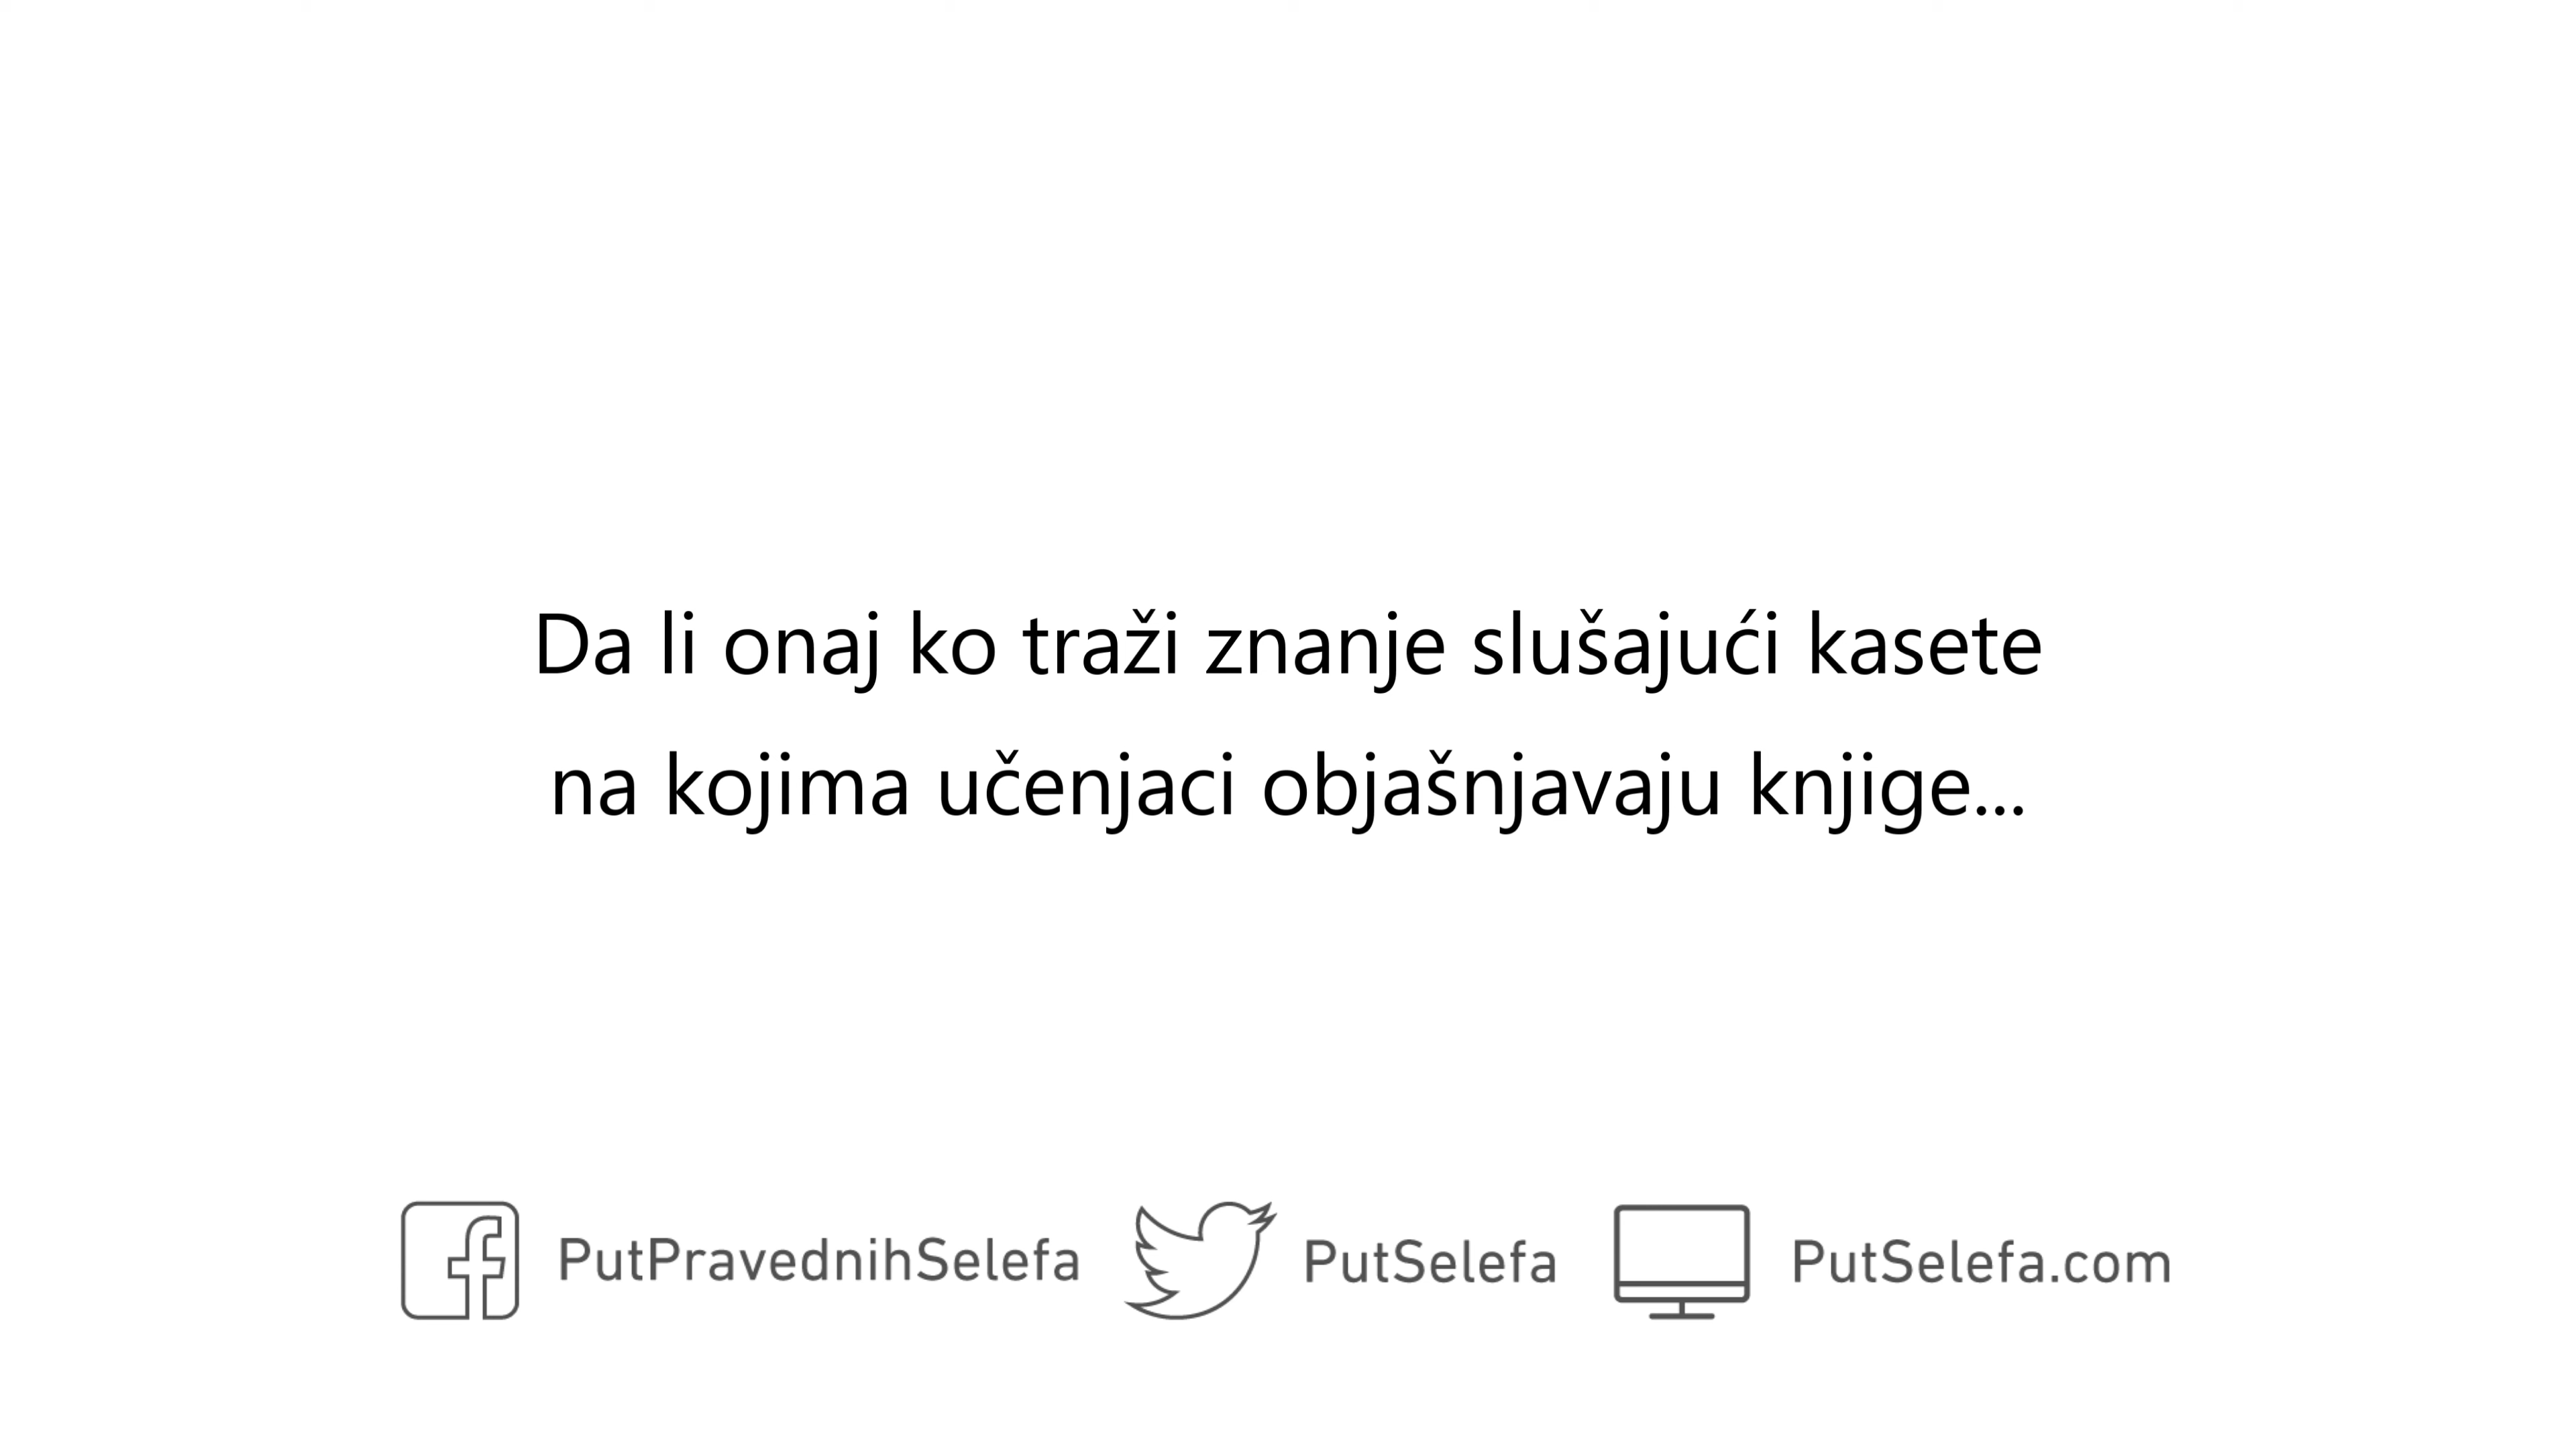 Da li onaj ko traži znanje slušajući kasete
na kojima učenjaci objašnjavaju knjige...
PutPravednihSelefa PutSelefa PutSelefa.com